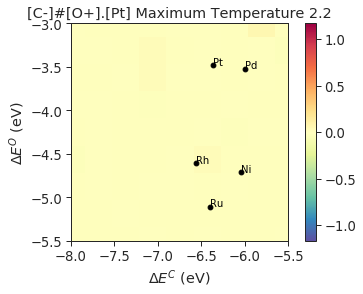 [C-]#[O+].[Pt] Maximum Temperature 2.2
−3.0
−3.5
−4.0
−4.5
−5.0
−5.5
ΔE^O (eV)
Pt
Pd
Rh
Ni
Ru
−8.0 −7.5 −7.0 −6.5 −6.0 −5.5
ΔE^C (eV)
1.0
0.5
0.0
−0.5
−1.0